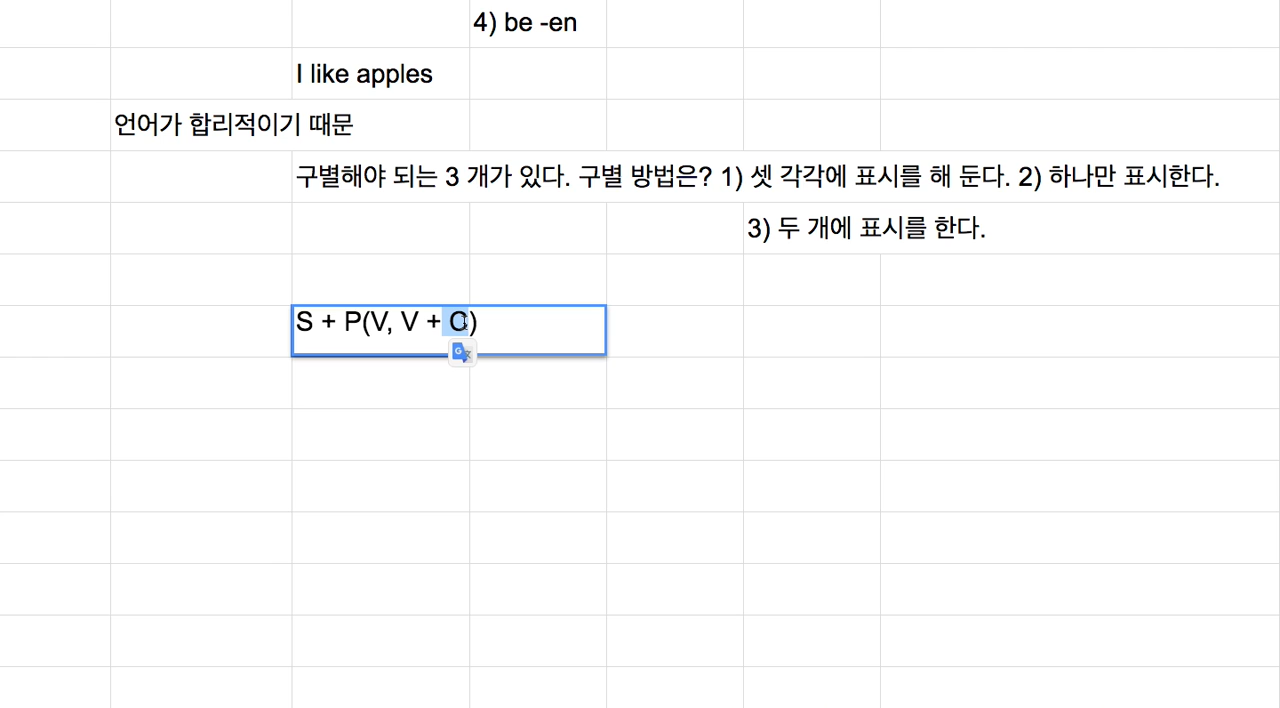 4) be -en
I like apples
언어가 합리적이기 때문
구별해야 되는 3 개가 있다. 구별 방법은? 1) 셋 각각에 표시를 해 둔다. 2) 하나만 표시한다.
3) 두 개에 표시를 한다.
S + P(V, V + C)